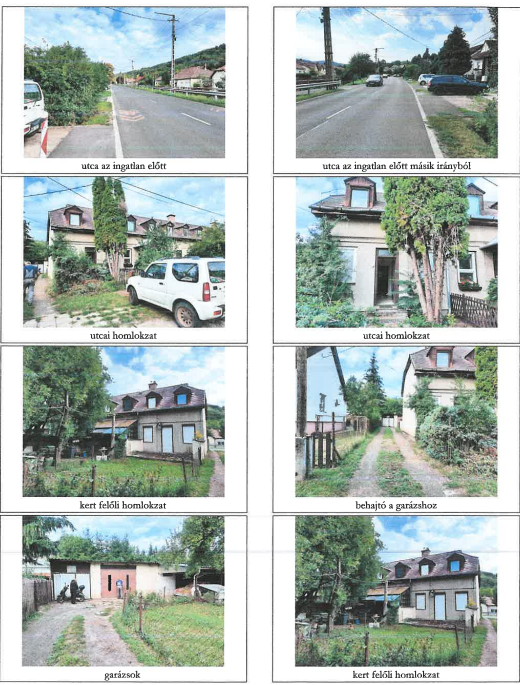 utca az ingatlan előtt
utca az ingatlan előtt másik irányból
utcai homlokzat
utcai homlokzat
kert felőli homlokzat
behajtó a garázshoz
garázsok
kert felőli homlokzat